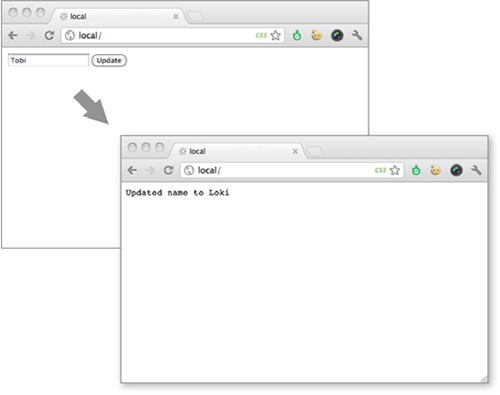 local
local/
css
Tobi
Update
local
local/
css
Updated name to Loki